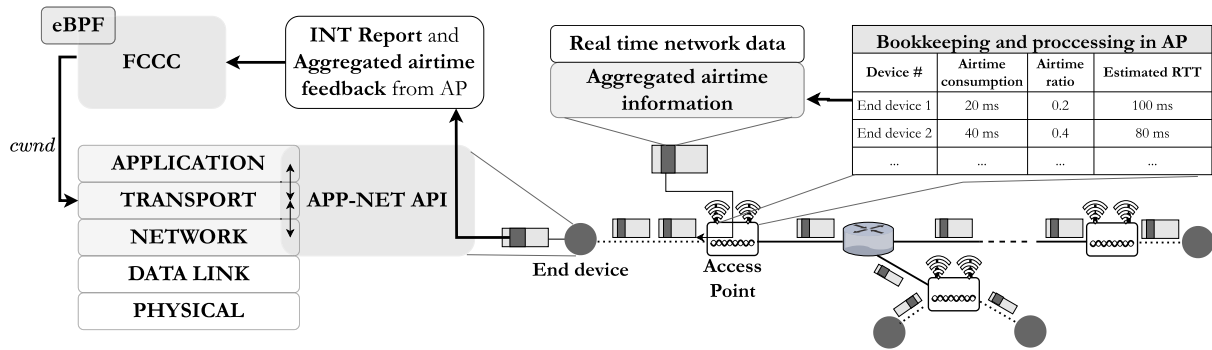 eBPF
FCCC
INT Report and
Aggregated airtime
feedback from AP
cwnd
APPLICATION
TRANSPORT
NETWORK
DATA LINK
PHYSICAL
APP-NET API
End device
Real time network data
Aggregated airtime
information
Access
Point
Bookkeeping and proccessing in AP
Device # Airtime consumption Airtime ratio Estimated RTT
End device 1 20 ms 0.2 100 ms
End device 2 40 ms 0.4 80 ms
... ... ... ...